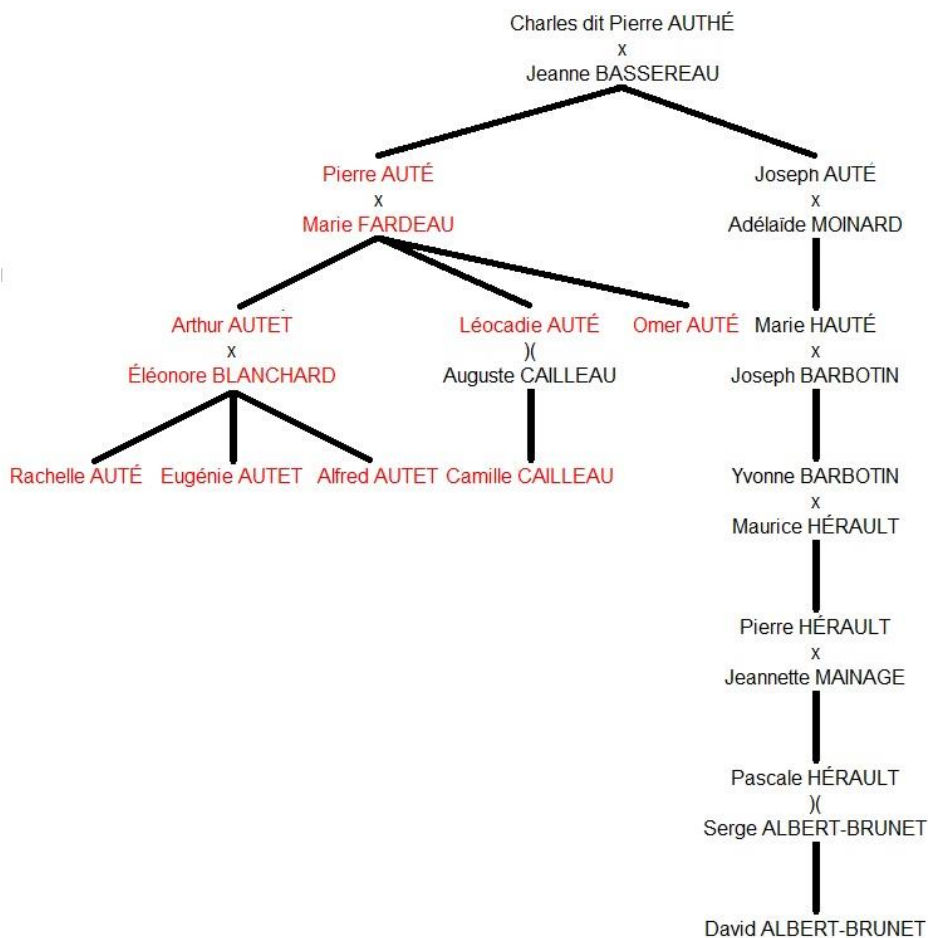 Charles dit Pierre AUTHÉ
x
Jeanne BASSEREAU
Pierre AUTÉ
x
Marie FARDEAU
Joseph AUTÉ
x
Adélaïde MOINARD
Arthur AUTET
x
Éléonore BLANCHARD
Léocadie AUTÉ
)(
Auguste CAILLEAU
Omer AUTÉ
Marie HAUTÉ
x
Joseph BARBOTIN
Rachelle AUTÉ
Eugénie AUTET
Alfred AUTET
Camille CAILLEAU
Yvonne BARBOTIN
x
Maurice HÉRAULT
Pierre HÉRAULT
x
Jeannette MAINAGE
Pascale HÉRAULT
)(
Serge ALBERT-BRUNET
David ALBERT-BRUNET